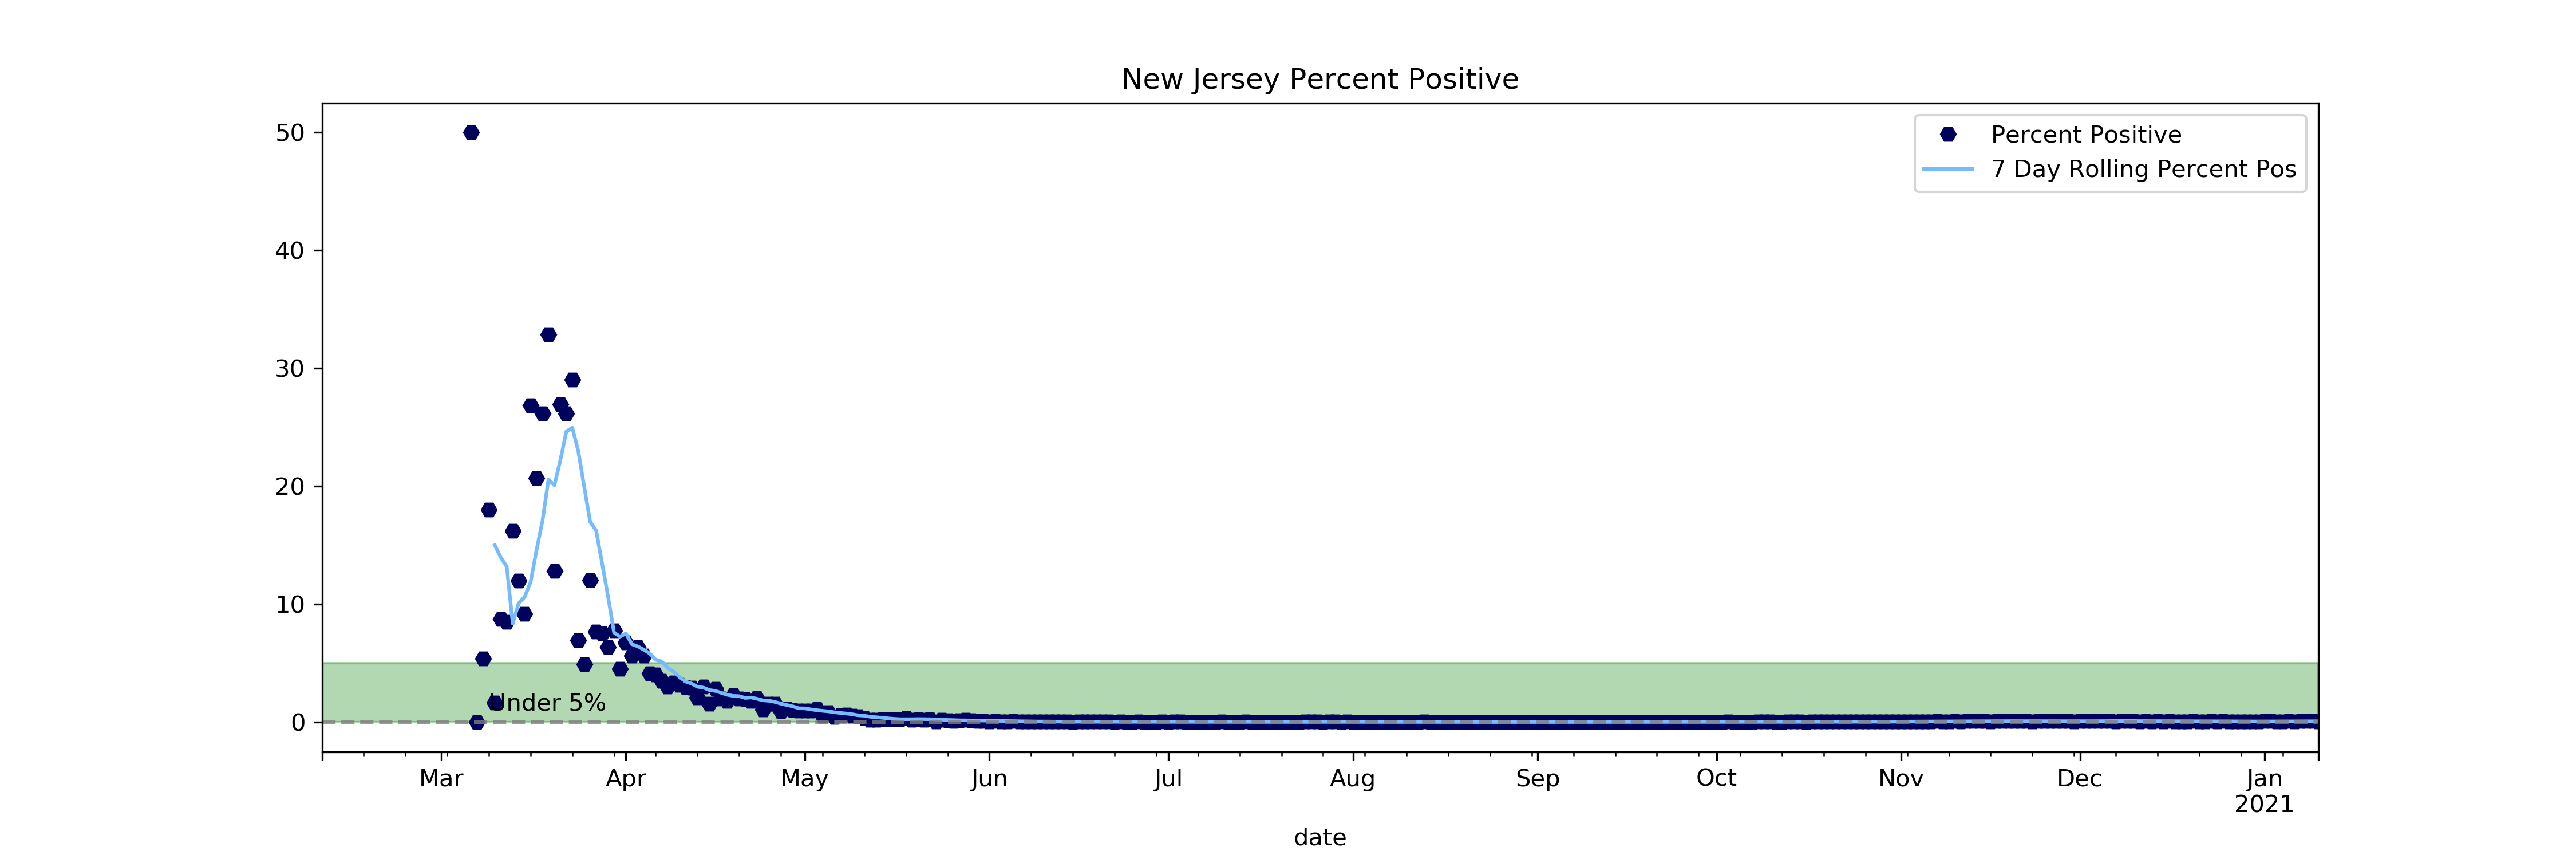 New Jersey Percent Positive
50
40
30
20
10
0
Percent Positive
7 Day Rolling Percent Pos
Under 5%
Mar Apr May Jun Jul Aug Sep Oct Nov Dec Jan
2021
date